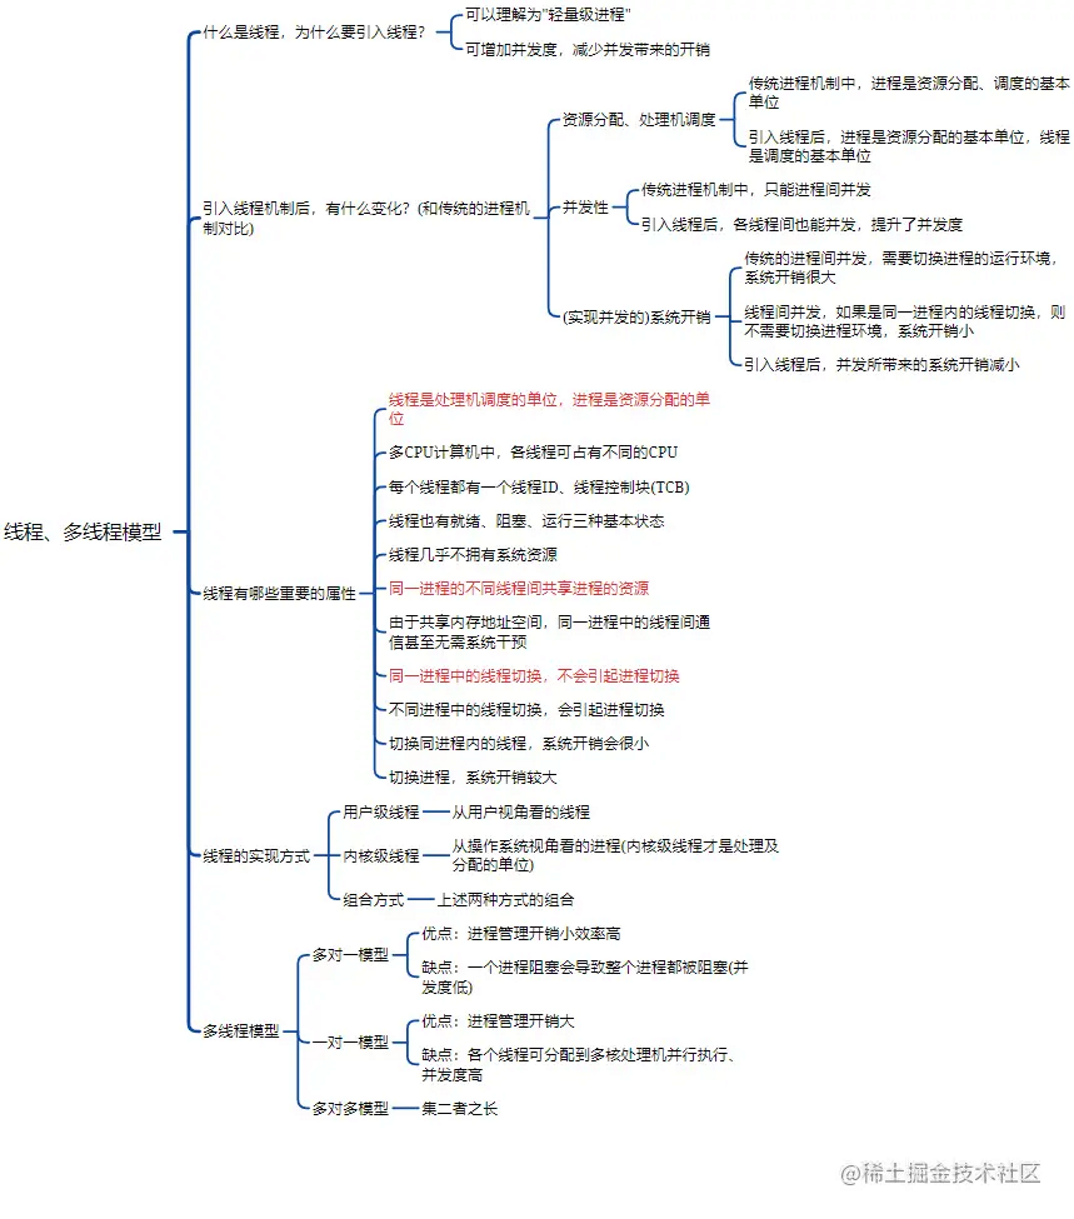 什么是线程，为什么要引入线程？
可以理解为"轻量级进程"
可增加并发度，减少并发带来的开销
引入线程机制后，有什么变化？(和传统的进程机
制对比)
资源分配、处理机调度
传统进程机制中，进程是资源分配、调度的基本
单位
引入线程后，进程是资源分配的基本单位，线程
是调度的基本单位
并发性
传统进程机制中，只能进程间并发
引入线程后，各线程间也能并发，提升了并发度
(实现并发的)系统开销
传统的进程间并发，需要切换进程的运行环境，
系统开销很大
线程间并发，如果是同一进程内的线程切换，则
不需要切换进程环境，系统开销小
引入线程后，并发所带来的系统开销减小
线程、多线程模型
线程有哪些重要的属性
线程是处理机调度的单位，进程是资源分配的单
位
多CPU计算机中，各线程可占有不同的CPU
每个线程都有一个线程ID、线程控制块(TCB)
线程也有就绪、阻塞、运行三种基本状态
线程几乎不拥有系统资源
同一进程的不同线程间共享进程的资源
由于共享内存地址空间，同一进程中的线程间通
信甚至无需系统干预
同一进程中的线程切换，不会引起进程切换
不同进程中的线程切换，会引起进程切换
切换同进程内的线程，系统开销会很小
切换进程，系统开销较大
线程的实现方式
用户级线程
从用户视角看的线程
内核级线程
从操作系统视角看的进程(内核级线程才是处理及
分配的单位)
组合方式
上述两种方式的组合
多线程模型
多对一模型
优点：进程管理开销小效率高
缺点：一个进程阻塞会导致整个进程都被阻塞(并
发度低)
一对一模型
优点：进程管理开销大
缺点：各个线程可分配到多核处理机并行执行、
并发度高
多对多模型
集二者之长
@稀土掘金技术社区